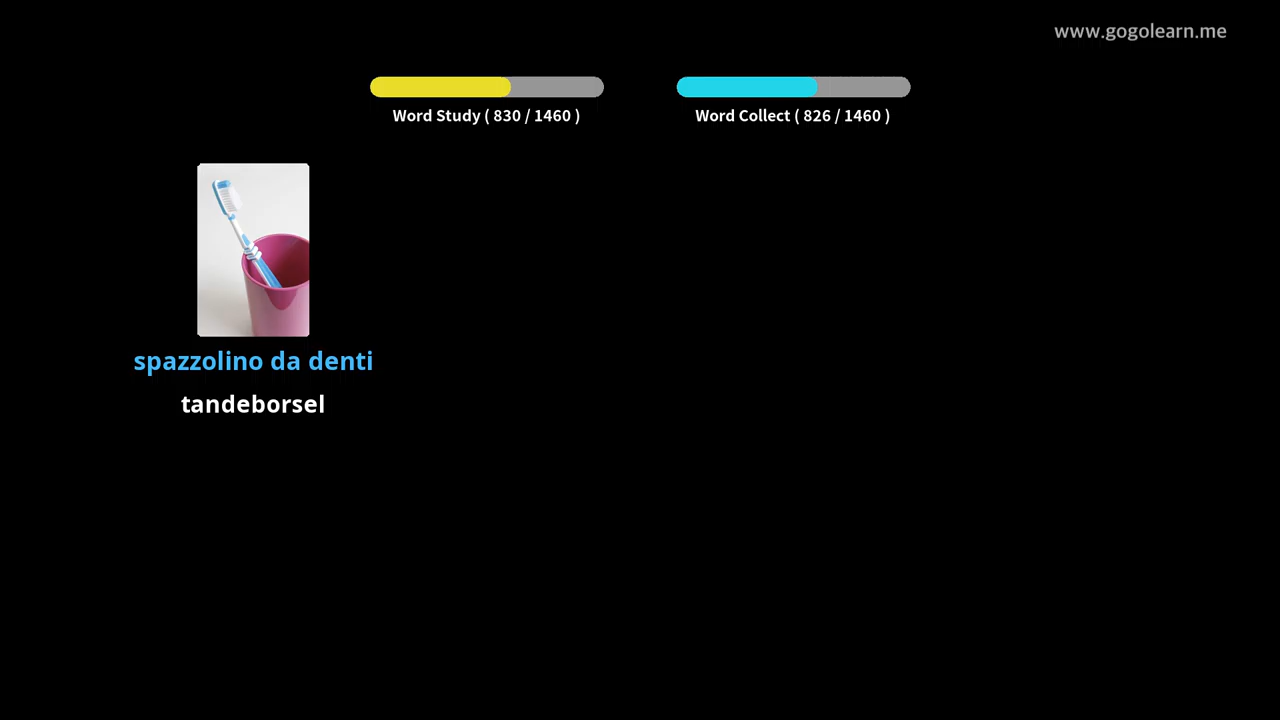 www.gogolearn.me
Word Study ( 830 / 1460 )
Word Collect ( 826 / 1460 )
spazzolino da denti
tandeborsel